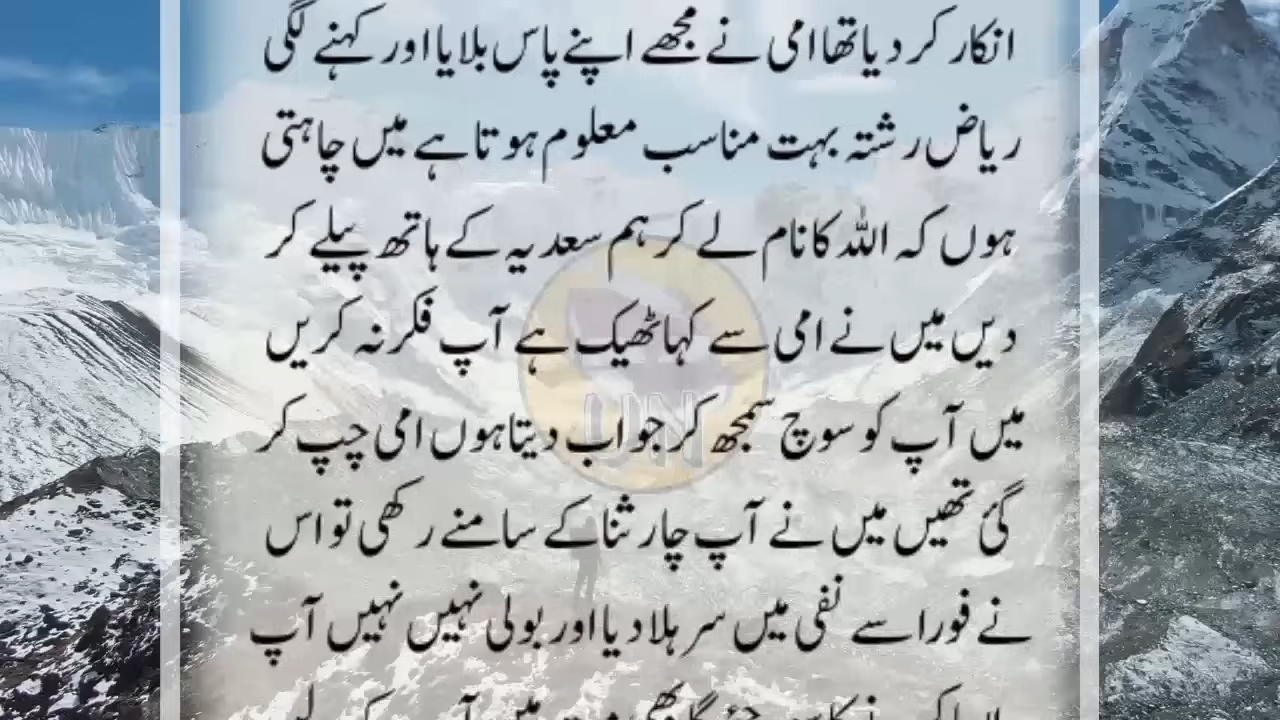 انکار کر دیا تھا امی نے مجھے اپنے پاس بلایا اور کہنے لگی
ریاض رشتہ بہت مناسب معلوم ہوتا ہے میں چاہتی
ہوں کہ اللہ کا نام لے کر ہم سعدیہ کے ہاتھ پیلے کر
دیں میں نے امی سے کہا ٹھیک ہے آپ فکر نہ کریں
میں آپ کو سوچ سمجھ کر جواب دیتا ہوں امی چپ کر
گئ تھیں میں نے آپ چار ثنا کے سامنے رکھی تو اس
نے فورا سے نفی میں سر ہلا دیا اور بولی نہیں نہیں آپ
UN